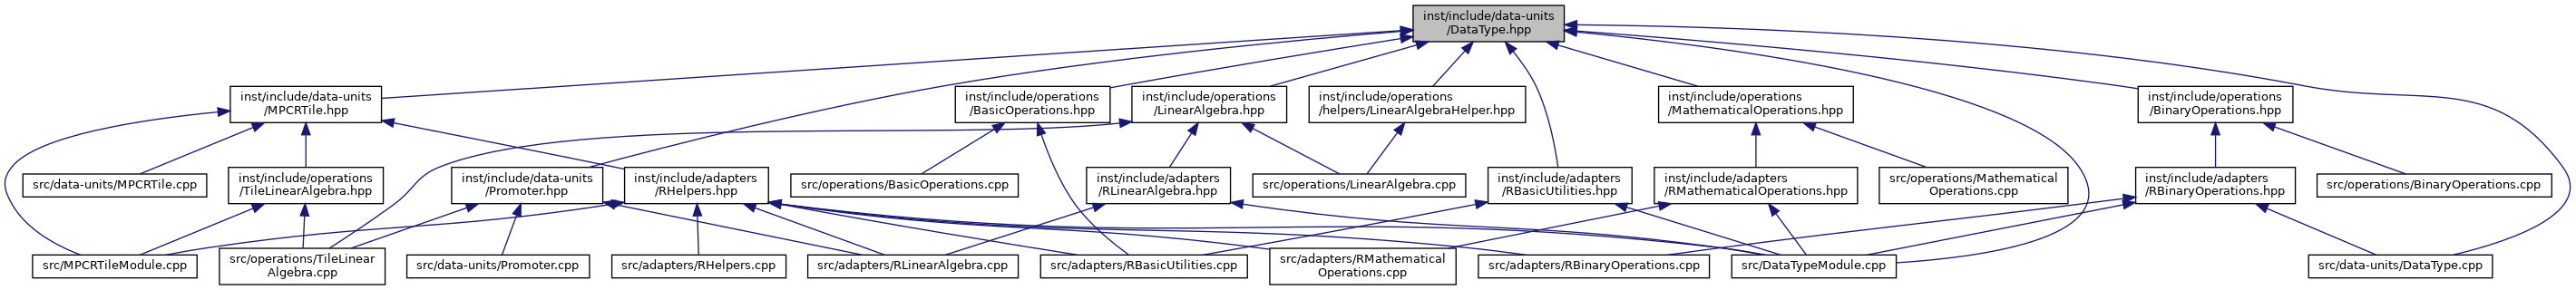 inst/include/data-units
/DataType.hpp
inst/include/data-units
/MPCRTile.hpp
inst/include/operations
/BasicOperations.hpp
inst/include/operations
/LinearAlgebra.hpp
inst/include/operations
/helpers/LinearAlgebraHelper.hpp
inst/include/operations
/MathematicalOperations.hpp
inst/include/operations
/BinaryOperations.hpp
src/data-units/MPCRTile.cpp
inst/include/operations
/TileLinearAlgebra.hpp
inst/include/data-units
/Promoter.hpp
inst/include/adapters
/RHelpers.hpp
src/operations/BasicOperations.cpp
inst/include/adapters
/RLinearAlgebra.hpp
src/operations/LinearAlgebra.cpp
inst/include/adapters
/RBasicUtilities.hpp
inst/include/adapters
/RMathematicalOperations.hpp
src/operations/Mathematical
Operations.cpp
inst/include/adapters
/RBinaryOperations.hpp
src/operations/BinaryOperations.cpp
src/MPCRTileModule.cpp
src/operations/TileLinear
Algebra.cpp
src/data-units/Promoter.cpp
src/adapters/RHelpers.cpp
src/adapters/RLinearAlgebra.cpp
src/adapters/RBasicUtilities.cpp
src/adapters/RMathematical
Operations.cpp
src/adapters/RBinaryOperations.cpp
src/DataTypeModule.cpp
src/data-units/DataType.cpp